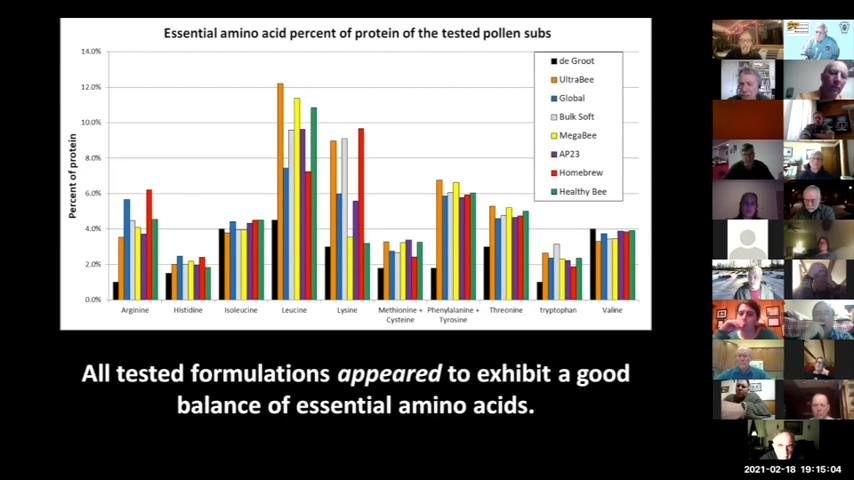 Essential amino acid percent of protein of the tested pollen subs
14.0%
12.0%
10.0%
8.0%
6.0%
4.0%
2.0%
0.0%
Percent of protein
de Groot
UltraBee
Global
Bulk Soft
MegaBee
AP23
Homebrew
Healthy Bee
Arginine
Histidine
Isoleucine
Leucine
Lysine
Methionine +
Cysteine
Phenylalanine +
Tyrosine
Threonine
tryptophan
Valine
All tested formulations appeared to exhibit a good
balance of essential amino acids.
2021-02-18 19:15:04